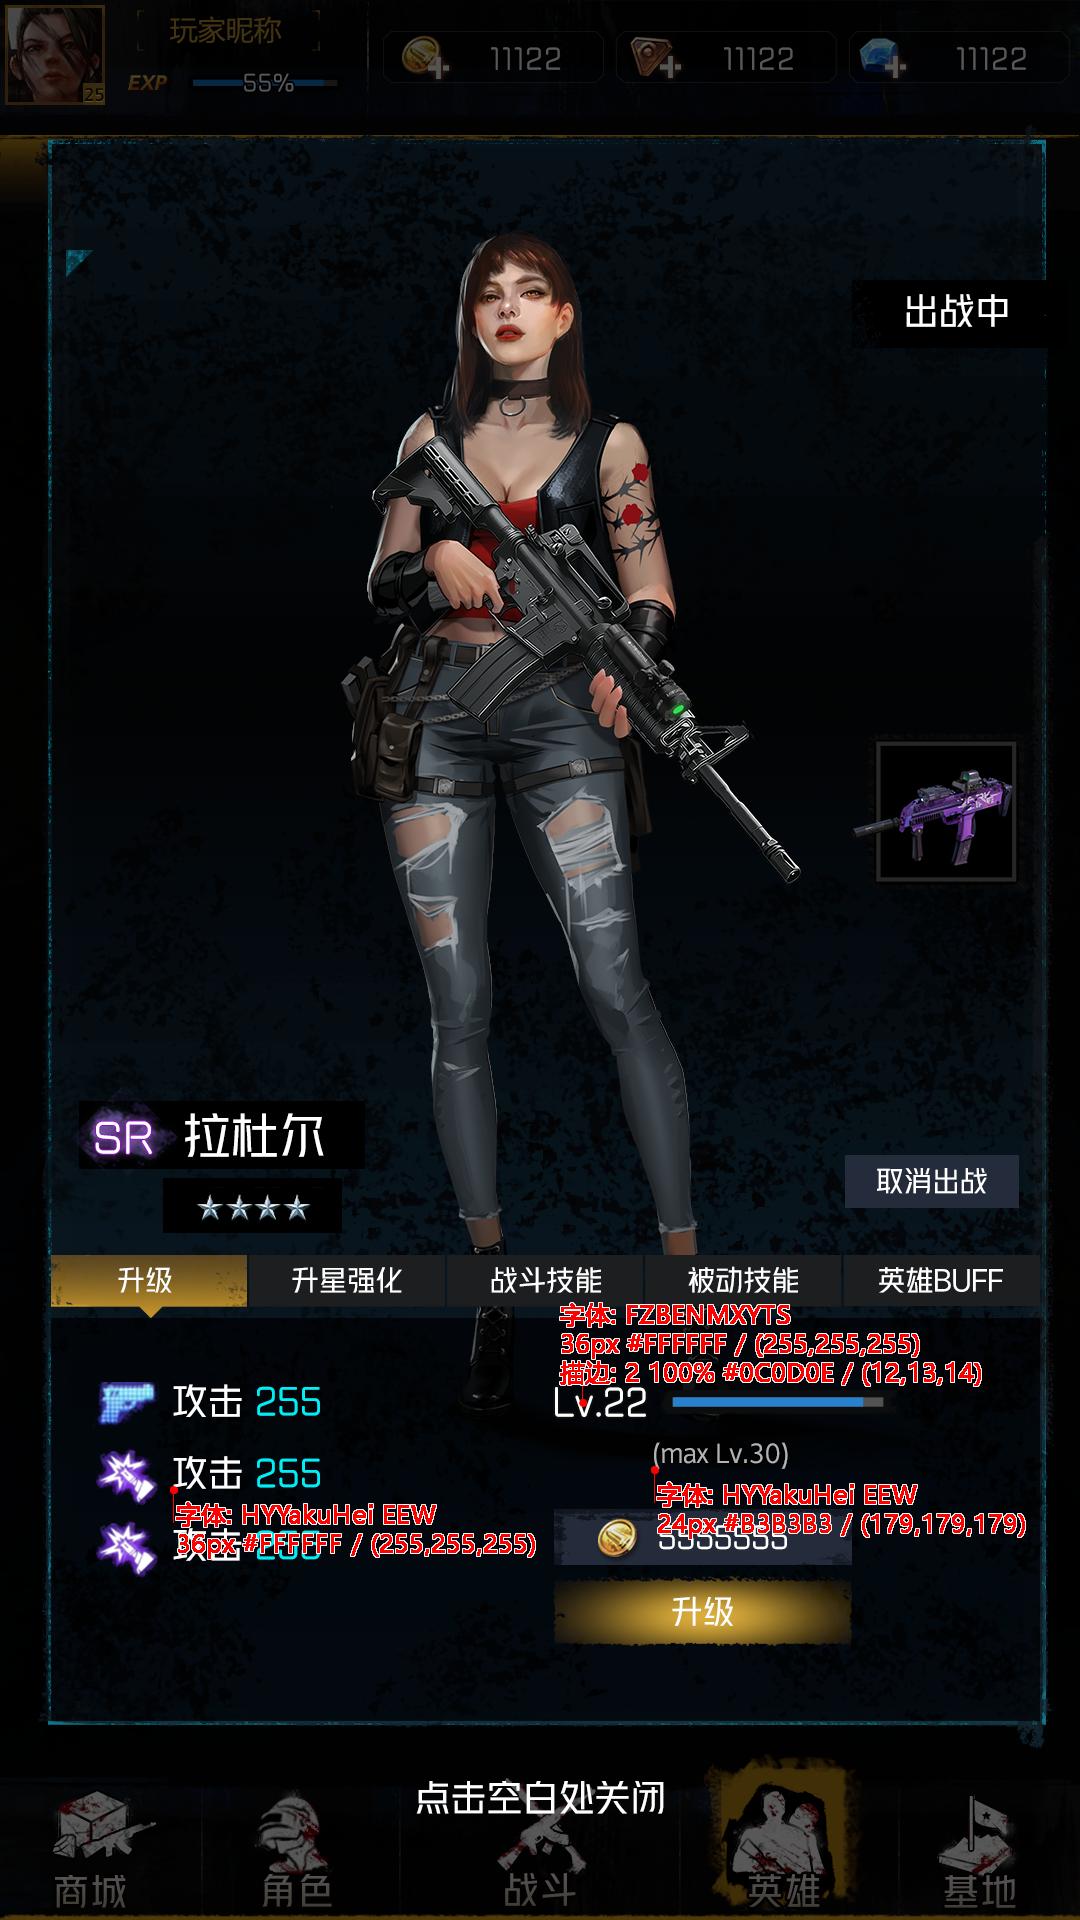 玩家昵称
25
EXP
55%
11122
11122
11122
出战中
SR 拉杜尔
取消出战
升级
升星强化
战斗技能
被动技能
英雄BUFF
字体: FZBENMXYTS
36px #FFFFFF / (255,255,255)
描边: 2 100% #0C0D0E / (12,13,14)
攻击 255
Lv.22
(max Lv.30)
攻击 255
字体: HYYakuHei EEW
24px #B3B3B3 / (179,179,179)
字体: HYYakuHei EEW
36px #FFFFFF / (255,255,255)
攻击 255
5555555
升级
点击空白处关闭
商城
角色
战斗
英雄
基地